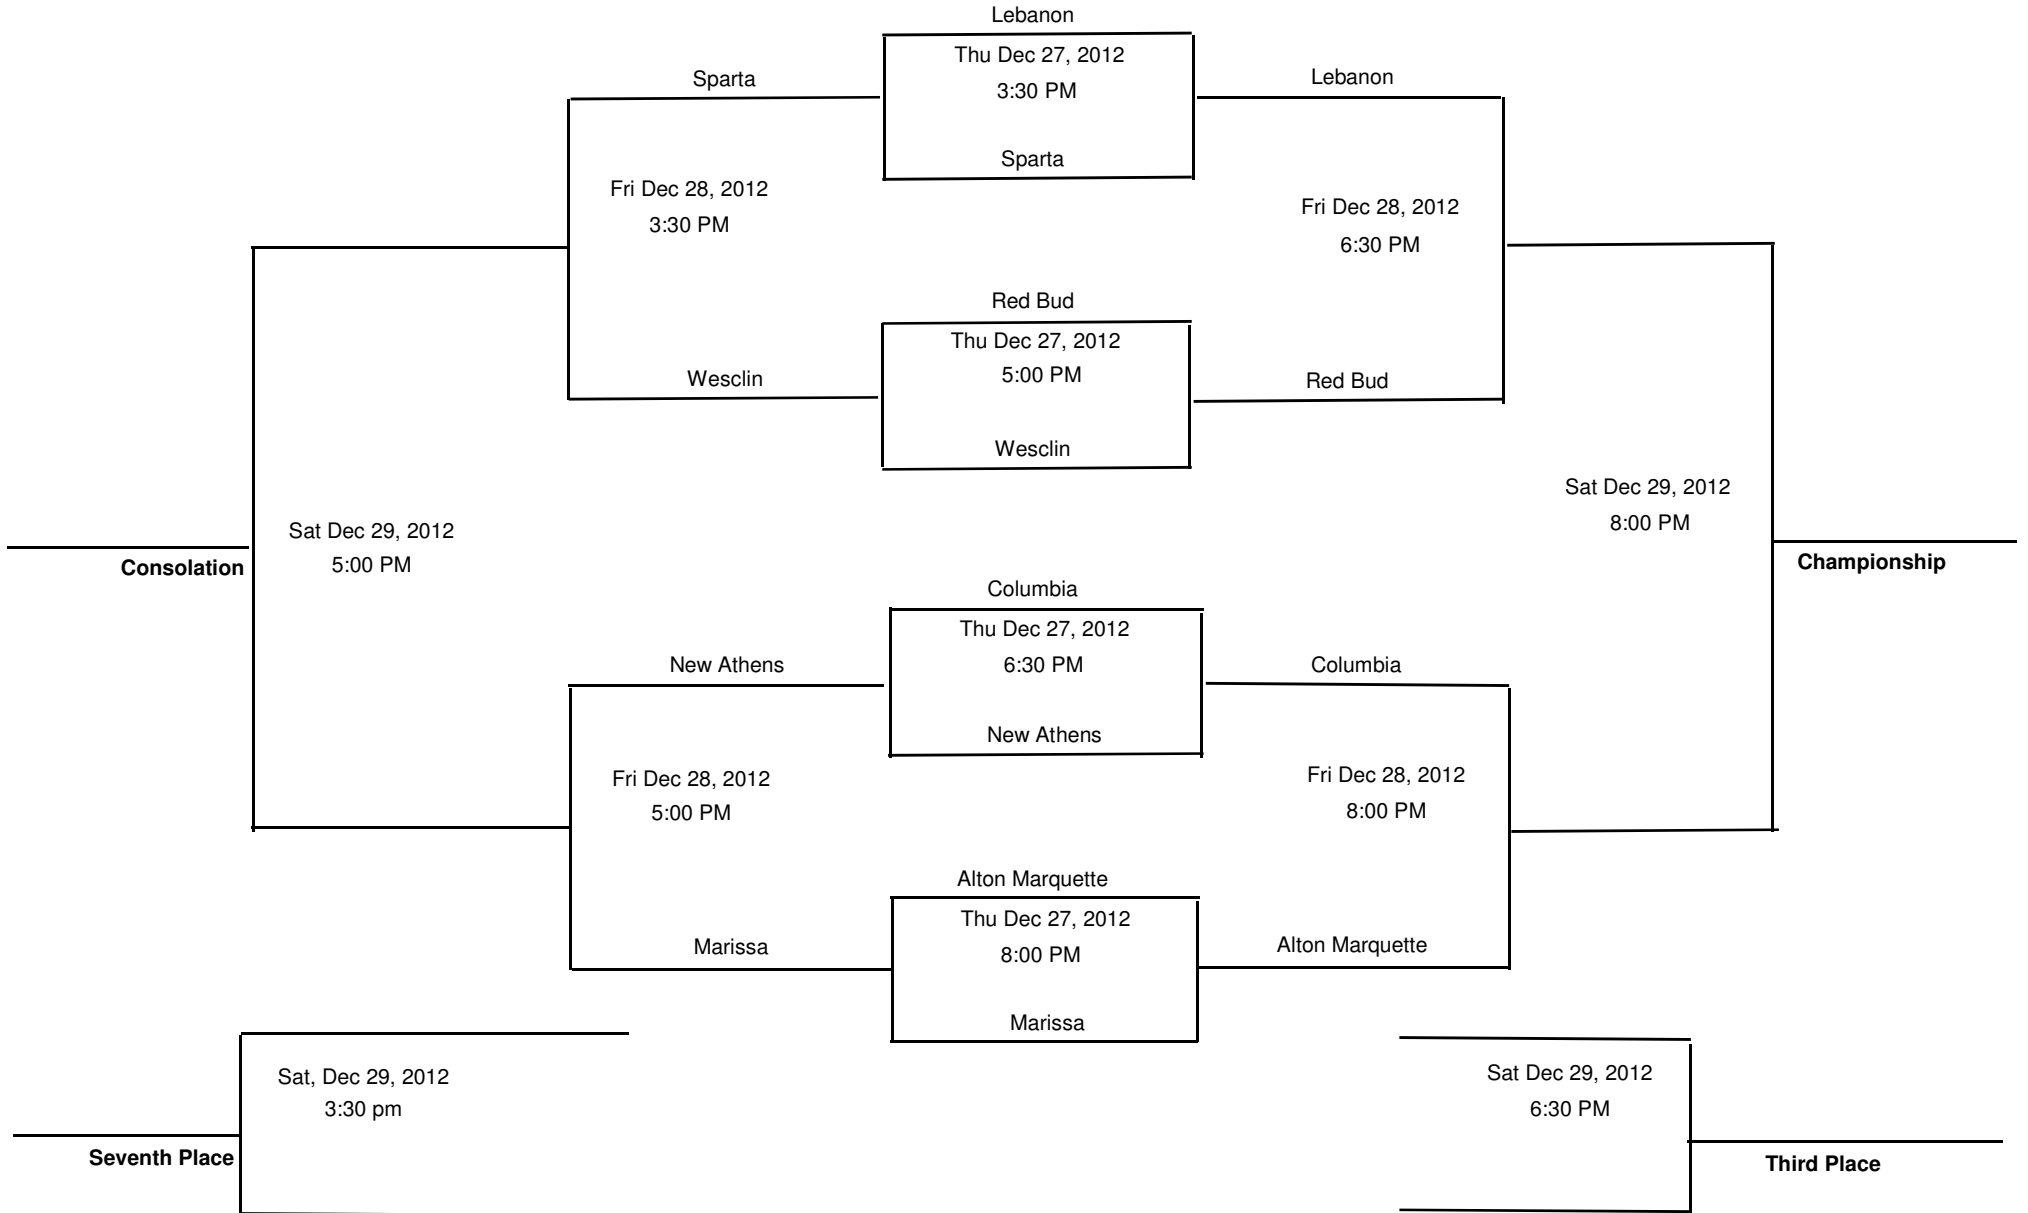 Lebanon
Thu Dec 27, 2012
Sparta
Lebanon
3:30 PM
Sparta
Fri Dec 28, 2012
3:30 PM
Fri Dec 28, 2012
6:30 PM
Red Bud
Thu Dec 27, 2012
Wesclin
5:00 PM
Red Bud
Wesclin
Sat Dec 29, 2012
8:00 PM
Sat Dec 29, 2012
5:00 PM
Consolation
Championship
Columbia
Thu Dec 27, 2012
New Athens
6:30 PM
Columbia
New Athens
Fri Dec 28, 2012
5:00 PM
Fri Dec 28, 2012
8:00 PM
Alton Marquette
Thu Dec 27, 2012
Marissa
8:00 PM
Alton Marquette
Marissa
Sat, Dec 29, 2012
3:30 pm
Sat Dec 29, 2012
6:30 PM
Seventh Place
Third Place